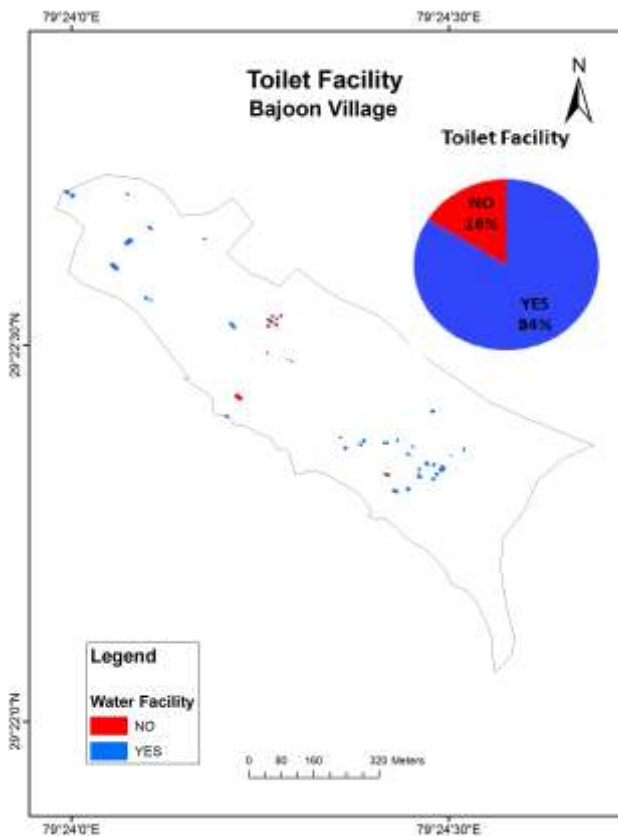 79°24'0"E
79°24'30"E
Toilet Facility
Bajoon Village
N
Toilet Facility
NO
16%
YES
84%
29°22'30"N
29°22'0"N
Legend
Water Facility
NO
YES
0 80 160 320 Meters
79°24'0"E
79°24'30"E